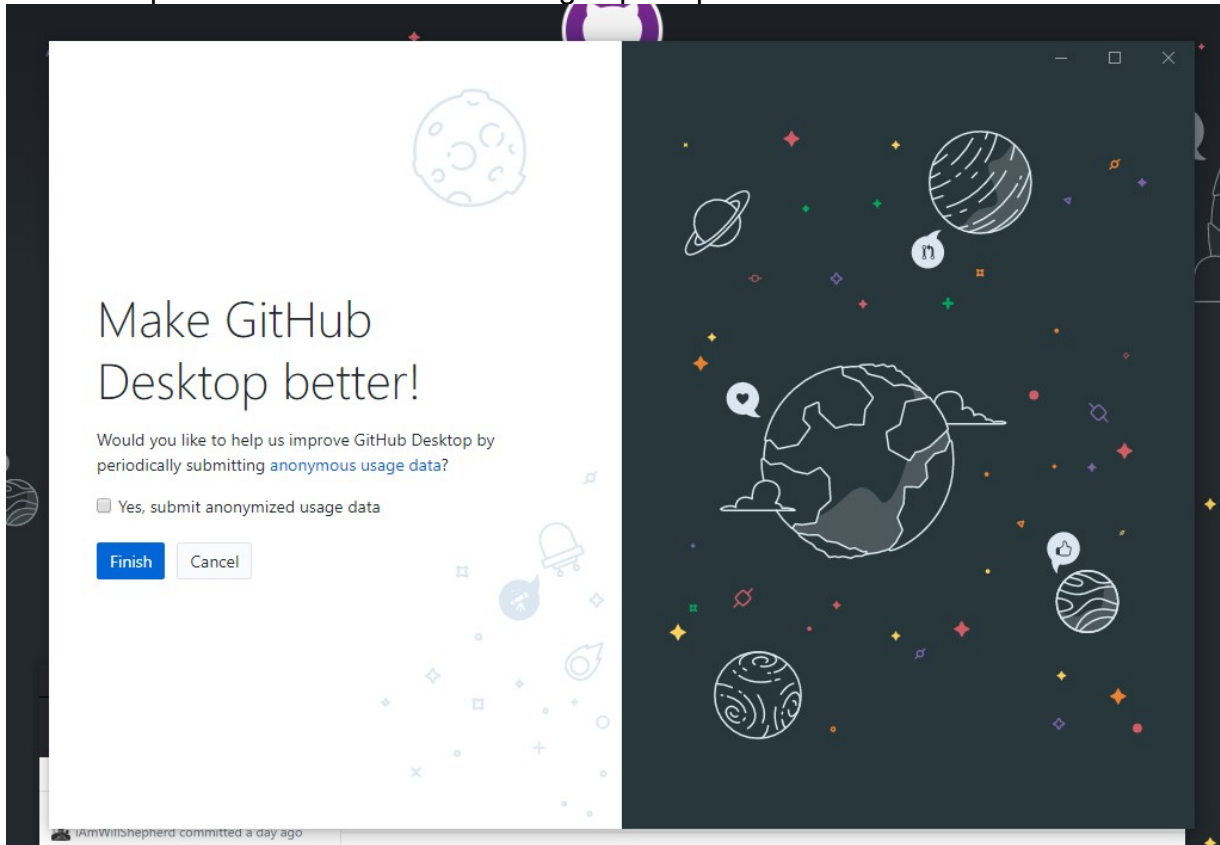 Make GitHub
Desktop better!
Would you like to help us improve GitHub Desktop by
periodically submitting anonymous usage data?
Yes, submit anonymized usage data
Finish Cancel
iAmWillShepherd committed a day ago